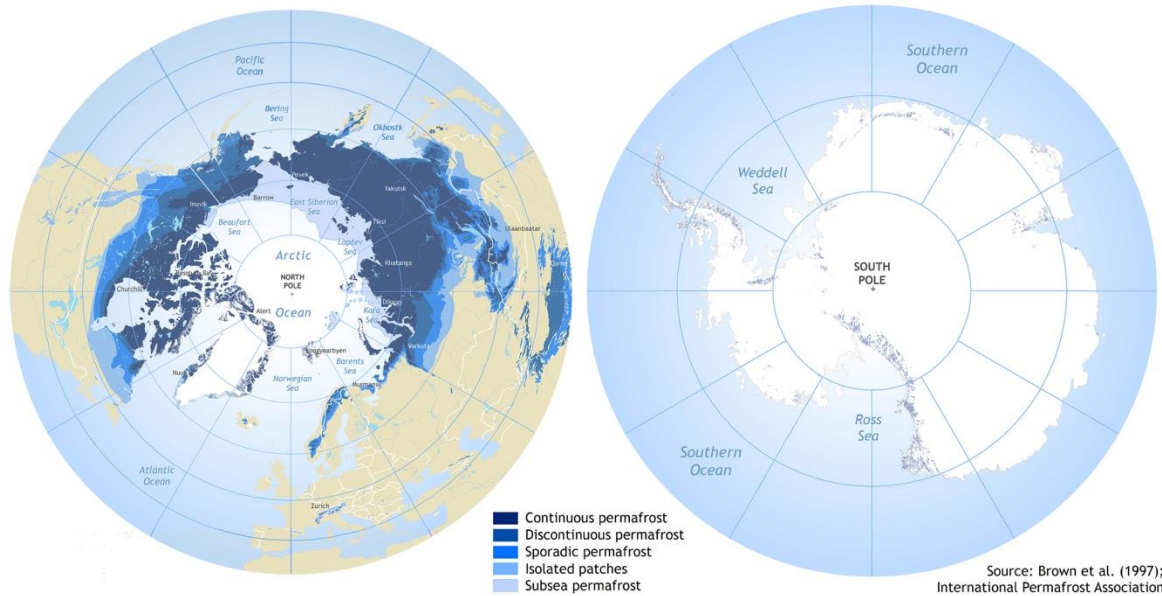 Pacific
Ocean
Bering
Sea
Okhostk
Sea
Pevek
Yakutsk
Barrow
East Siberian
Sea
Inuvik
Tiksi
Ulaanbaatar
Beaufort
Sea
Laptev
Sea
Arctic
Khatanga
Resolute Bay
NORTH
POLE
Churchill
Dikson
Alert
Ocean
Kara
Sea
Vorkuta
Longyearbyen
Barents
Sea
Nuuk
Norwegian
Sea
Murmansk
Atlantic
Ocean
Zurich
Continuous permafrost
Discontinuous permafrost
Sporadic permafrost
Isolated patches
Subsea permafrost
Southern
Ocean
Weddell
Sea
SOUTH
POLE
Ross
Sea
Southern
Ocean
Source: Brown et al. (1997);
International Permafrost Association